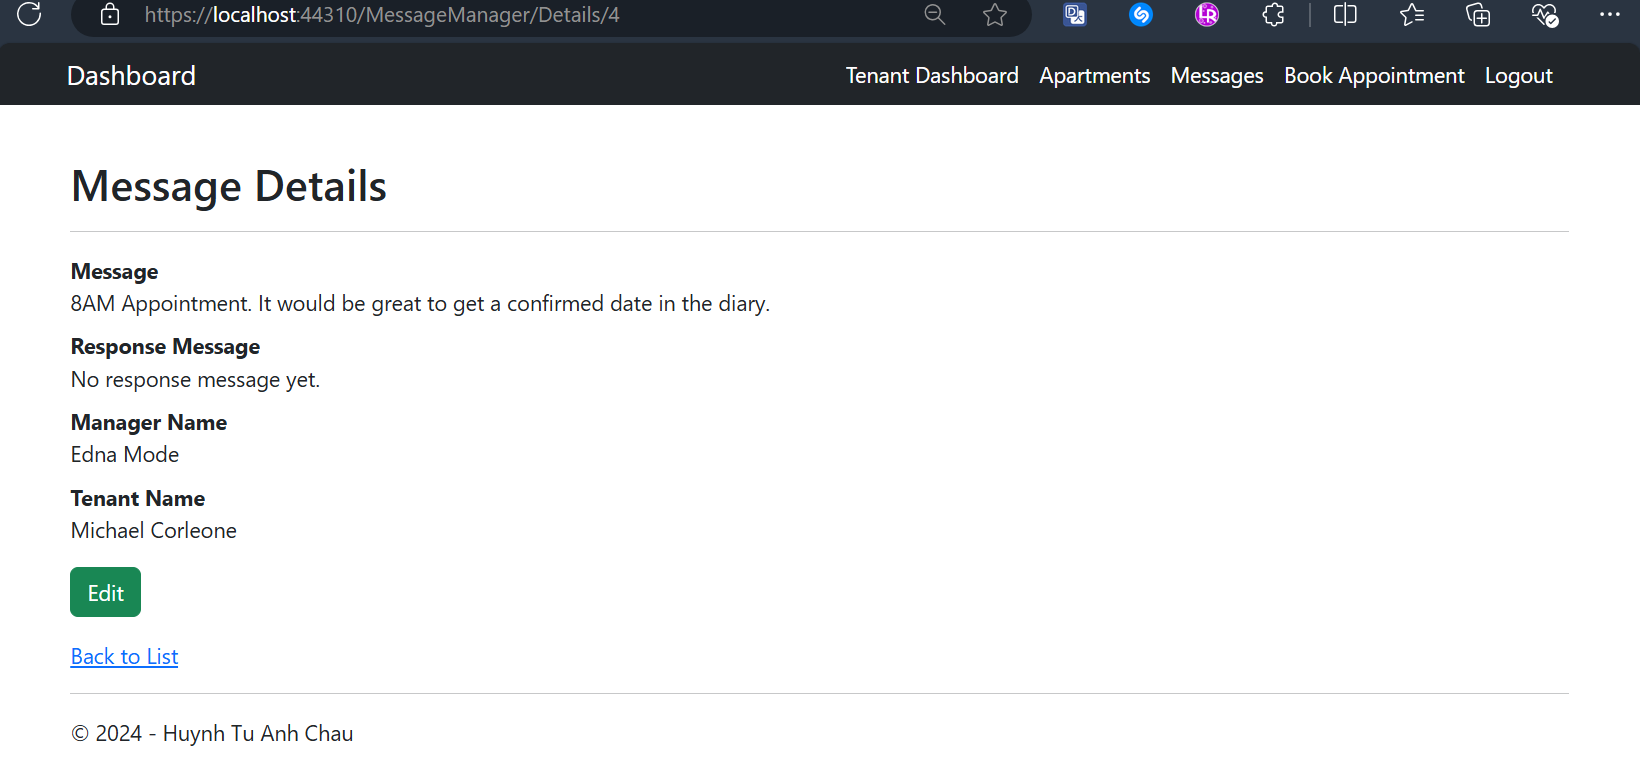 https://localhost:44310/MessageManager/Details/4
Dashboard Tenant Dashboard Apartments Messages Book Appointment Logout
Message Details
Message
8AM Appointment. It would be great to get a confirmed date in the diary.
Response Message
No response message yet.
Manager Name
Edna Mode
Tenant Name
Michael Corleone
Edit
Back to List
© 2024 - Huynh Tu Anh Chau